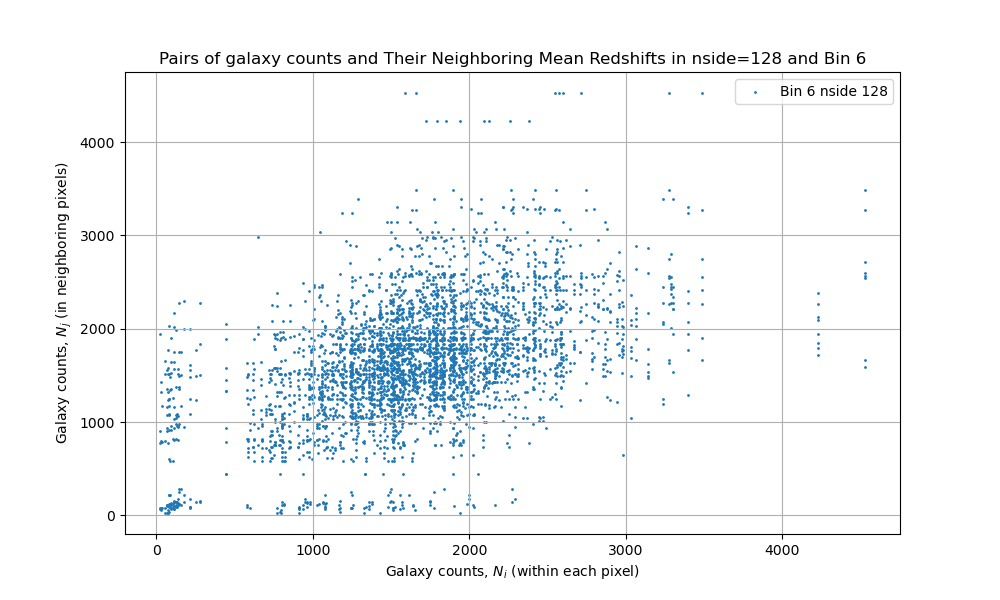 Pairs of galaxy counts and Their Neighboring Mean Redshifts in nside=128 and Bin 6
Bin 6 nside 128
4000
3000
2000
1000
0
Galaxy counts, N_j (in neighboring pixels)
0 1000 2000 3000 4000
Galaxy counts, N_i (within each pixel)